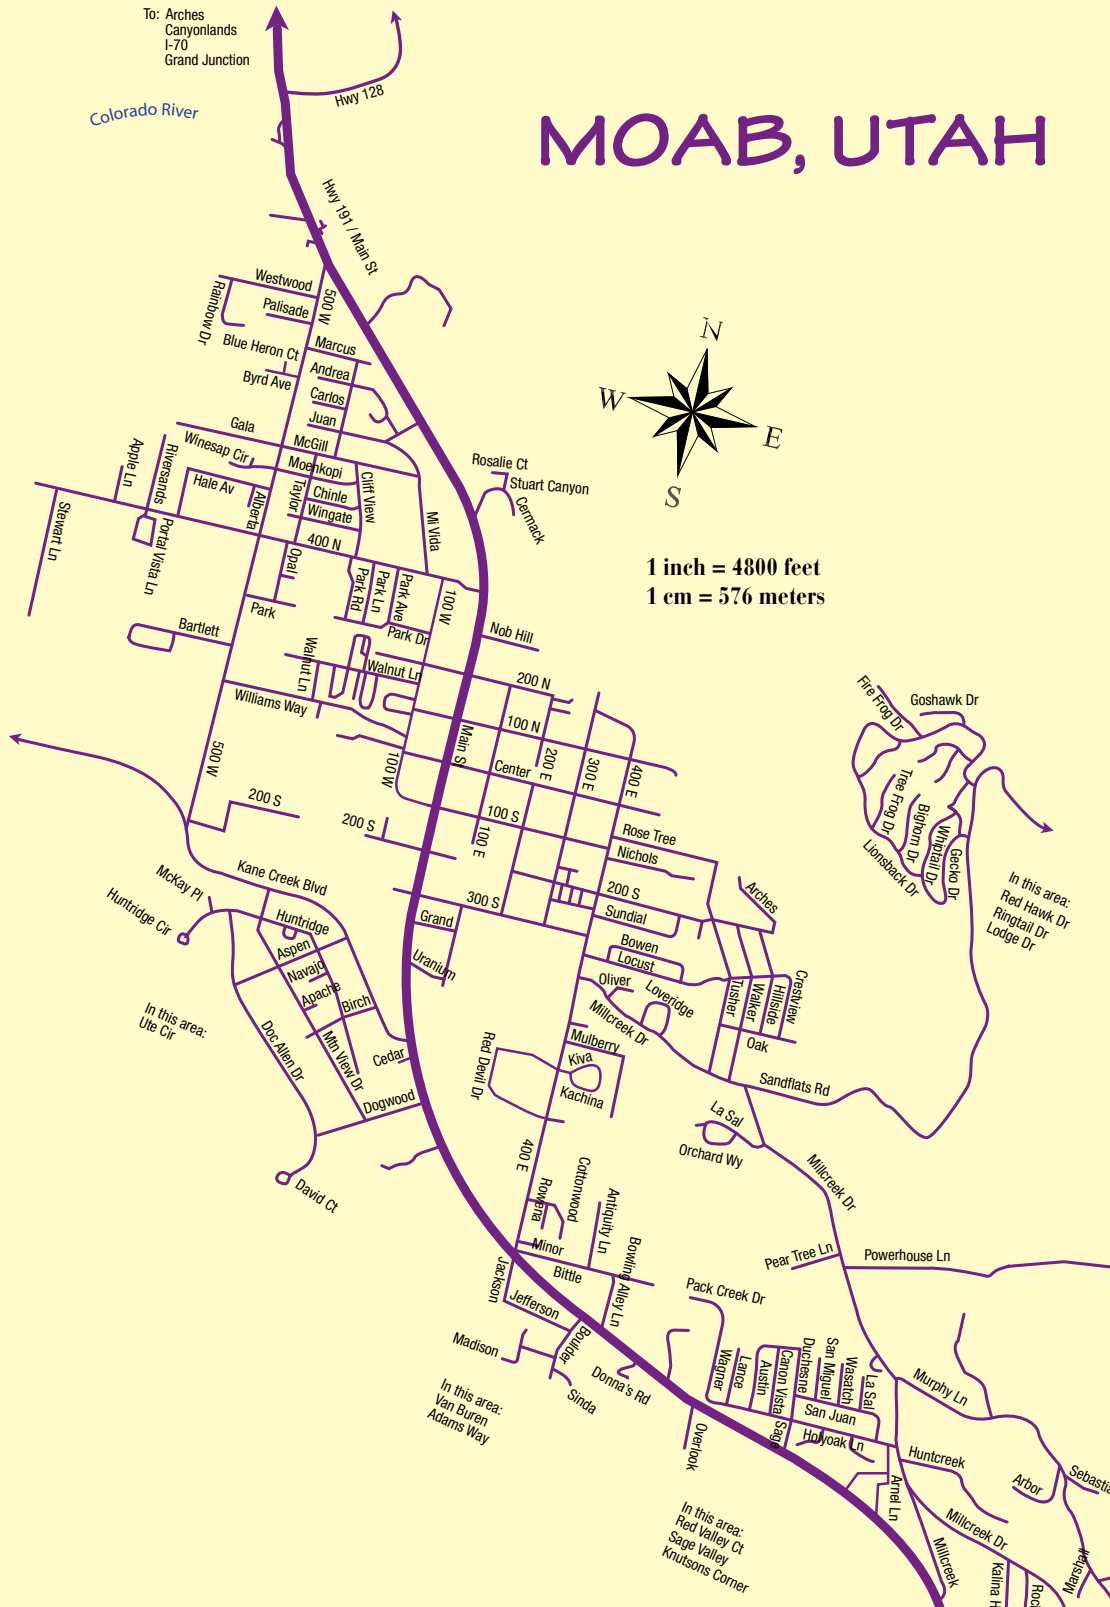 To: Arches
Canyonlands
I-70
Grand Junction
Hwy 128
Colorado River
MOAB, UTAH
Hwy 191 / Main St
Westwood
Rainbow Dr
Palisade
500 W
Blue Heron Ct
Marcus
Byrd Ave
Andrea
Carlos
Juan
N
W
E
S
Gala
McGill
Winesap Cir
Apple Ln
Riversands
Moenkopi
Hale Av
Alberta
Taylor
Chinle
Wingate
Cliff View
Mi Vida
Rosalie Ct
Stuart Canyon
Cermack
Stewart Ln
Portal Vista Ln
400 N
Opal
Park Rd
Park Ln
Park Ave
100 W
1 inch = 4800 feet
1 cm = 576 meters
Park
Park Dr
Nob Hill
Bartlett
Walnut Ln
Walnut Ln
200 N
Williams Way
100 N
Main St
500 W
100 W
Center
200 E
300 E
400 E
Fire Frog Dr
Goshawk Dr
Tree Frog Dr
Bighorn Dr
Whiptail Dr
Gecko Dr
Lionsback Dr
200 S
200 S
100 S
100 E
Rose Tree
Nichols
In this area:
Red Hawk Dr
Ringtail Dr
Lodge Dr
McKay Pl
Kane Creek Blvd
200 S
Arches
Huntridge Cir
Huntridge
300 S
Grand
Sundial
Aspen
Bowen
Navajo
Uranium
Locust
Apache
Oliver
Loveridge
Tusher
Walker
Hillside
Crestview
Birch
Millcreek Dr
In this area:
Ute Cir
Doc Allen Dr
Mtn View Dr
Cedar
Red Devil Dr
Mulberry
Kiva
Oak
Kachina
Sandflats Rd
Dogwood
La Sal
Orchard Wy
400 E
David Ct
Rowena
Cottonwood
Antiquity Ln
Millcreek Dr
Minor
Bowling Alley Ln
Pear Tree Ln
Powerhouse Ln
Bittle
Jackson
Pack Creek Dr
Jefferson
Madison
Boulder
Donna's Rd
Sinda
Wagner
Lance
Austin
Canon Vista
Duchesne
San Miguel
Wasatch
La Sal
Murphy Ln
In this area:
Van Buren
Adams Way
San Juan
Sage
Holyoak Ln
Overlook
Huntcreek
Arbor
Sebastia
Arnel Ln
In this area:
Red Valley Ct
Sage Valley
Knutsons Corner
Millcreek Dr
Millcreek
Kalina H
Roc
Marshall